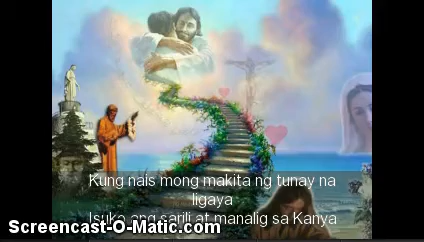 Kung nais mong makita ng tunay na
ligaya
Isuko ang sarili at manalig sa Kanya
Screencast-O-Matic.com